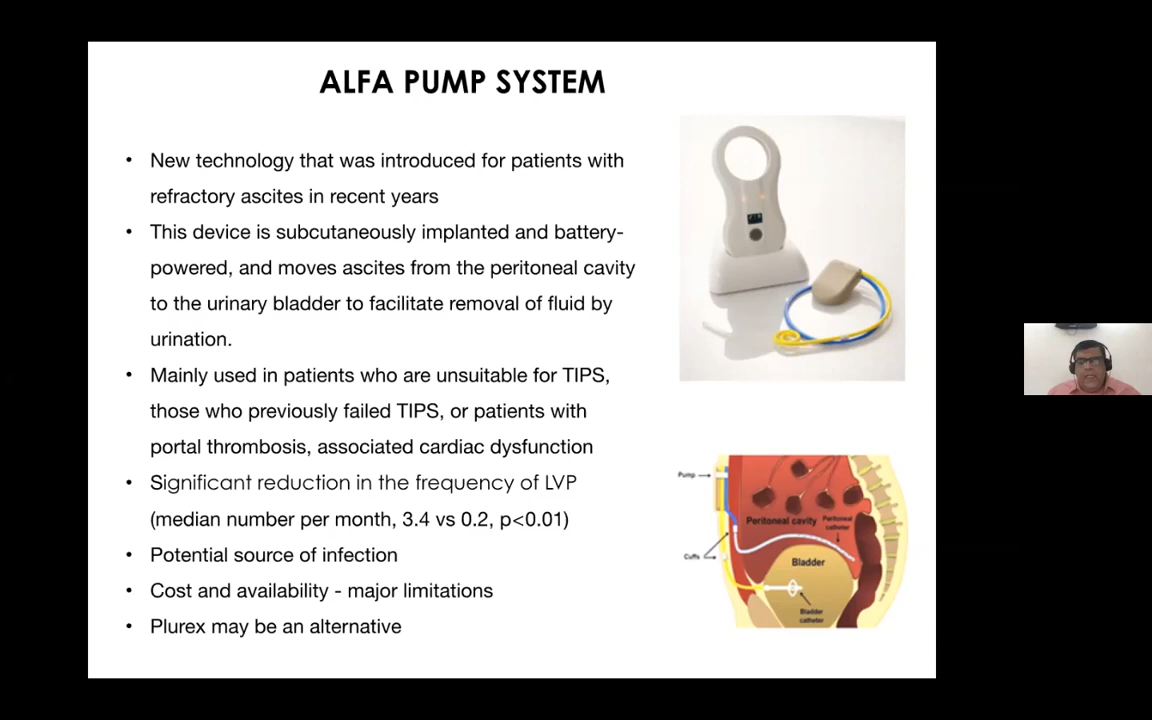 ALFA PUMP SYSTEM
• New technology that was introduced for patients with
refractory ascites in recent years
• This device is subcutaneously implanted and battery-
powered, and moves ascites from the peritoneal cavity
to the urinary bladder to facilitate removal of fluid by
urination.
• Mainly used in patients who are unsuitable for TIPS,
those who previously failed TIPS, or patients with
portal thrombosis, associated cardiac dysfunction
• Significant reduction in the frequency of LVP
(median number per month, 3.4 vs 0.2, p<0.01)
• Potential source of infection
• Cost and availability - major limitations
• Plurex may be an alternative
Pump
Peritoneal cavity
Peritoneal
catheter
Cuffs
Bladder
Bladder
catheter